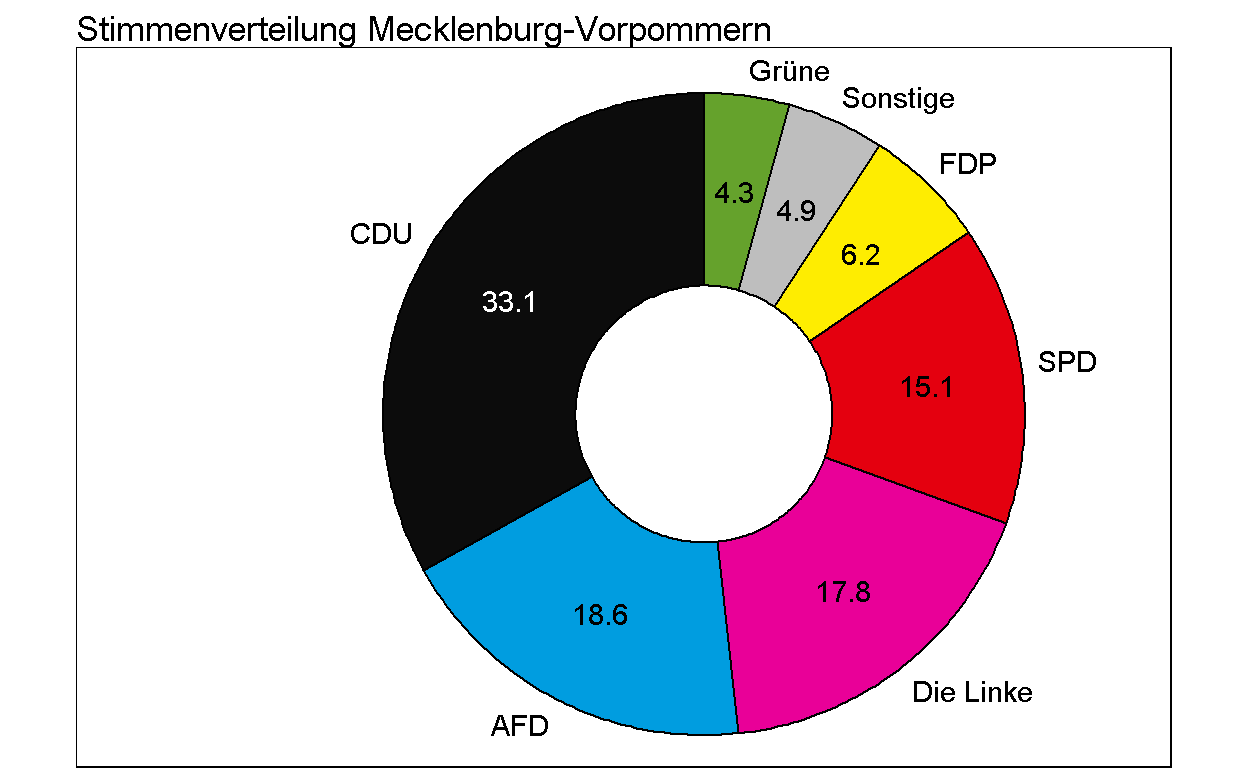 Stimmenverteilung Mecklenburg-Vorpommern
Grüne
Sonstige
FDP
4.3
4.9
CDU
6.2
33.1
SPD
15.1
17.8
18.6
Die Linke
AFD